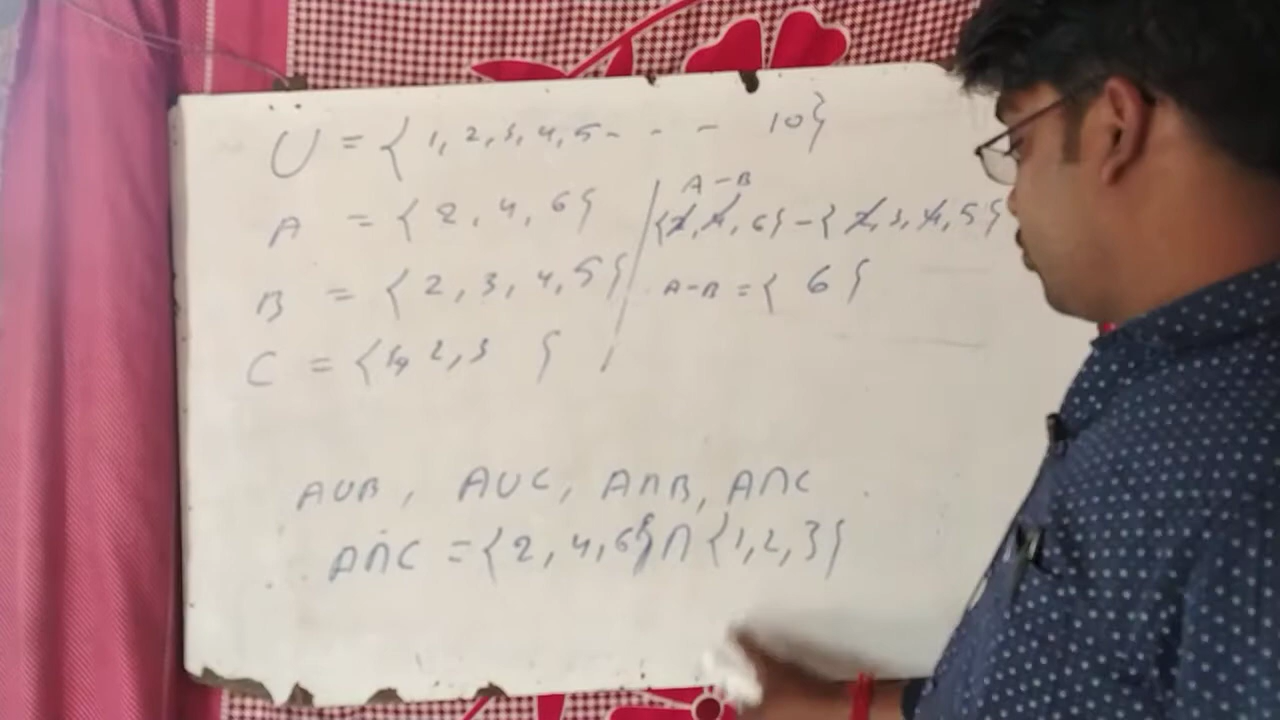 U = { 1, 2, 3, 4, 5 - - - 10}
A = { 2, 4, 6}
B = { 2, 3, 4, 5}
C = { 1, 2, 3 }
A - B
{2, 4, 6} - { 2, 3, 4, 5}
A - B = { 6 }
A∪B, A∪C, A∩B, A∩C
A∩C = { 2, 4, 6} ∩ {1, 2, 3}